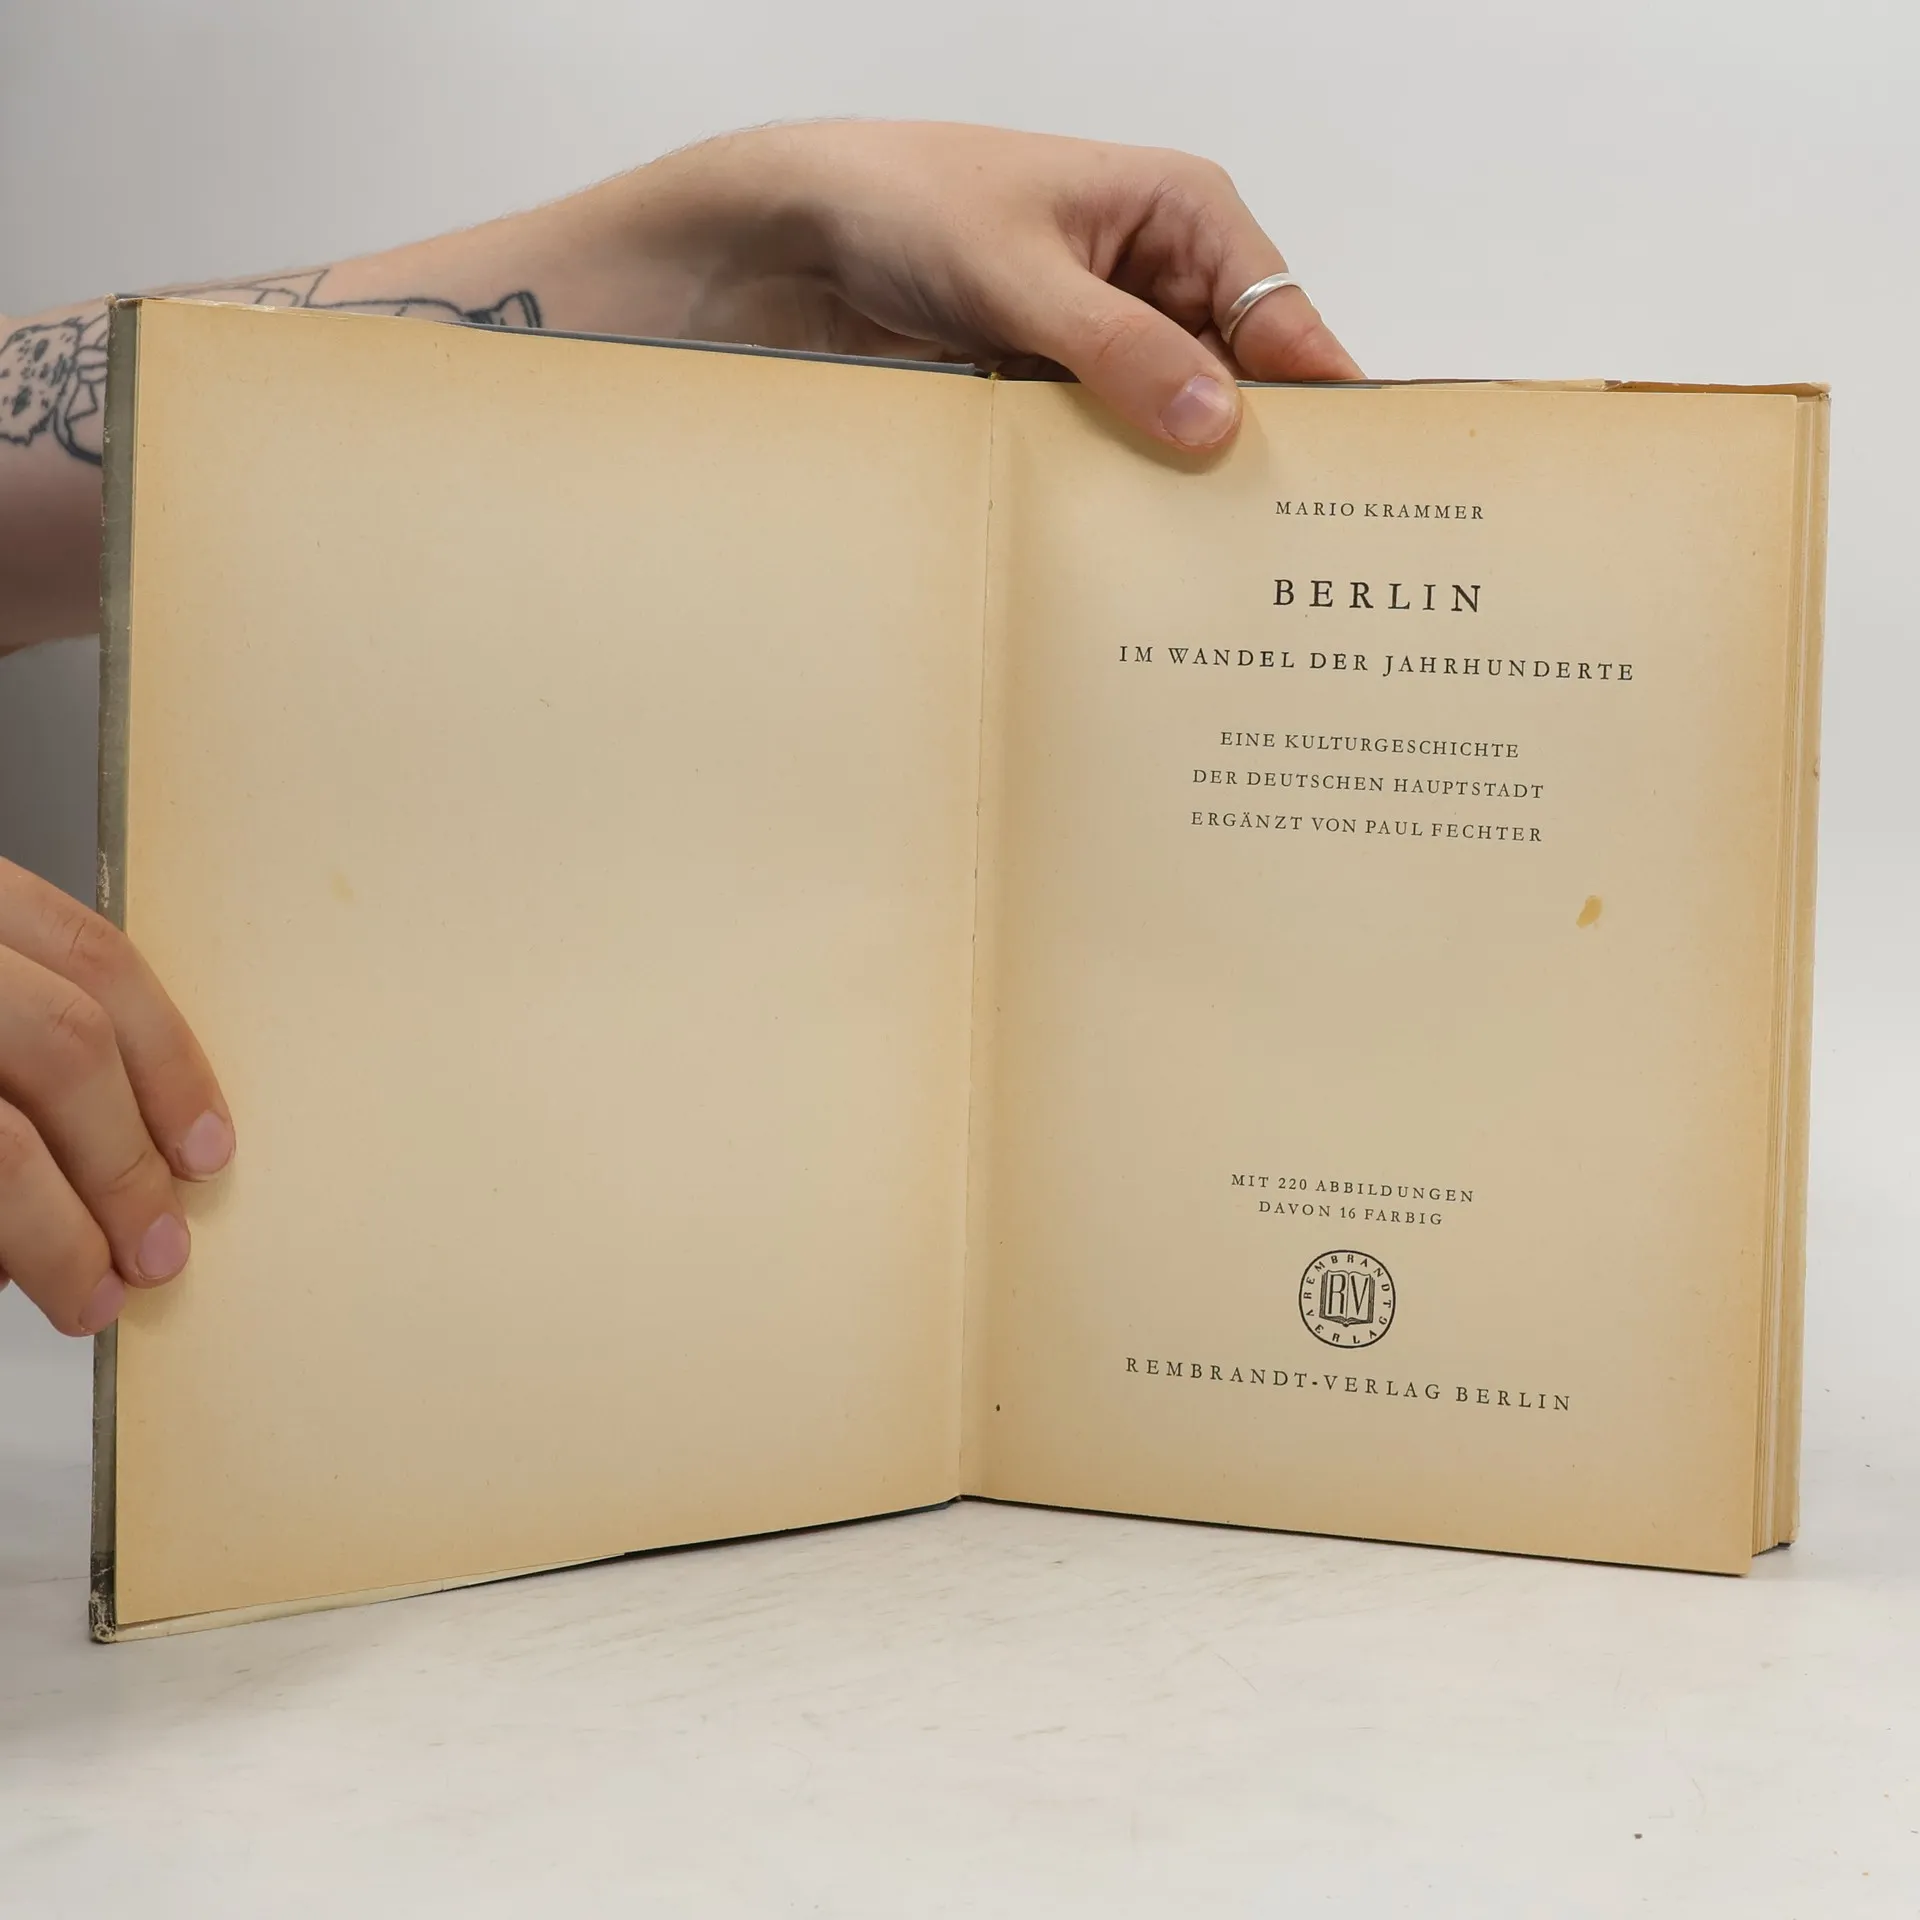 MARIO KRAMMER
BERLIN
IM WANDEL DER JAHRHUNDERTE
EINE KULTURGESCHICHTE
DER DEUTSCHEN HAUPTSTADT
ERGÄNZT VON PAUL FECHTER
MIT 220 ABBILDUNGEN
DAVON 16 FARBIG
REMBRANDT VERLAG
RV
REMBRANDT-VERLAG BERLIN